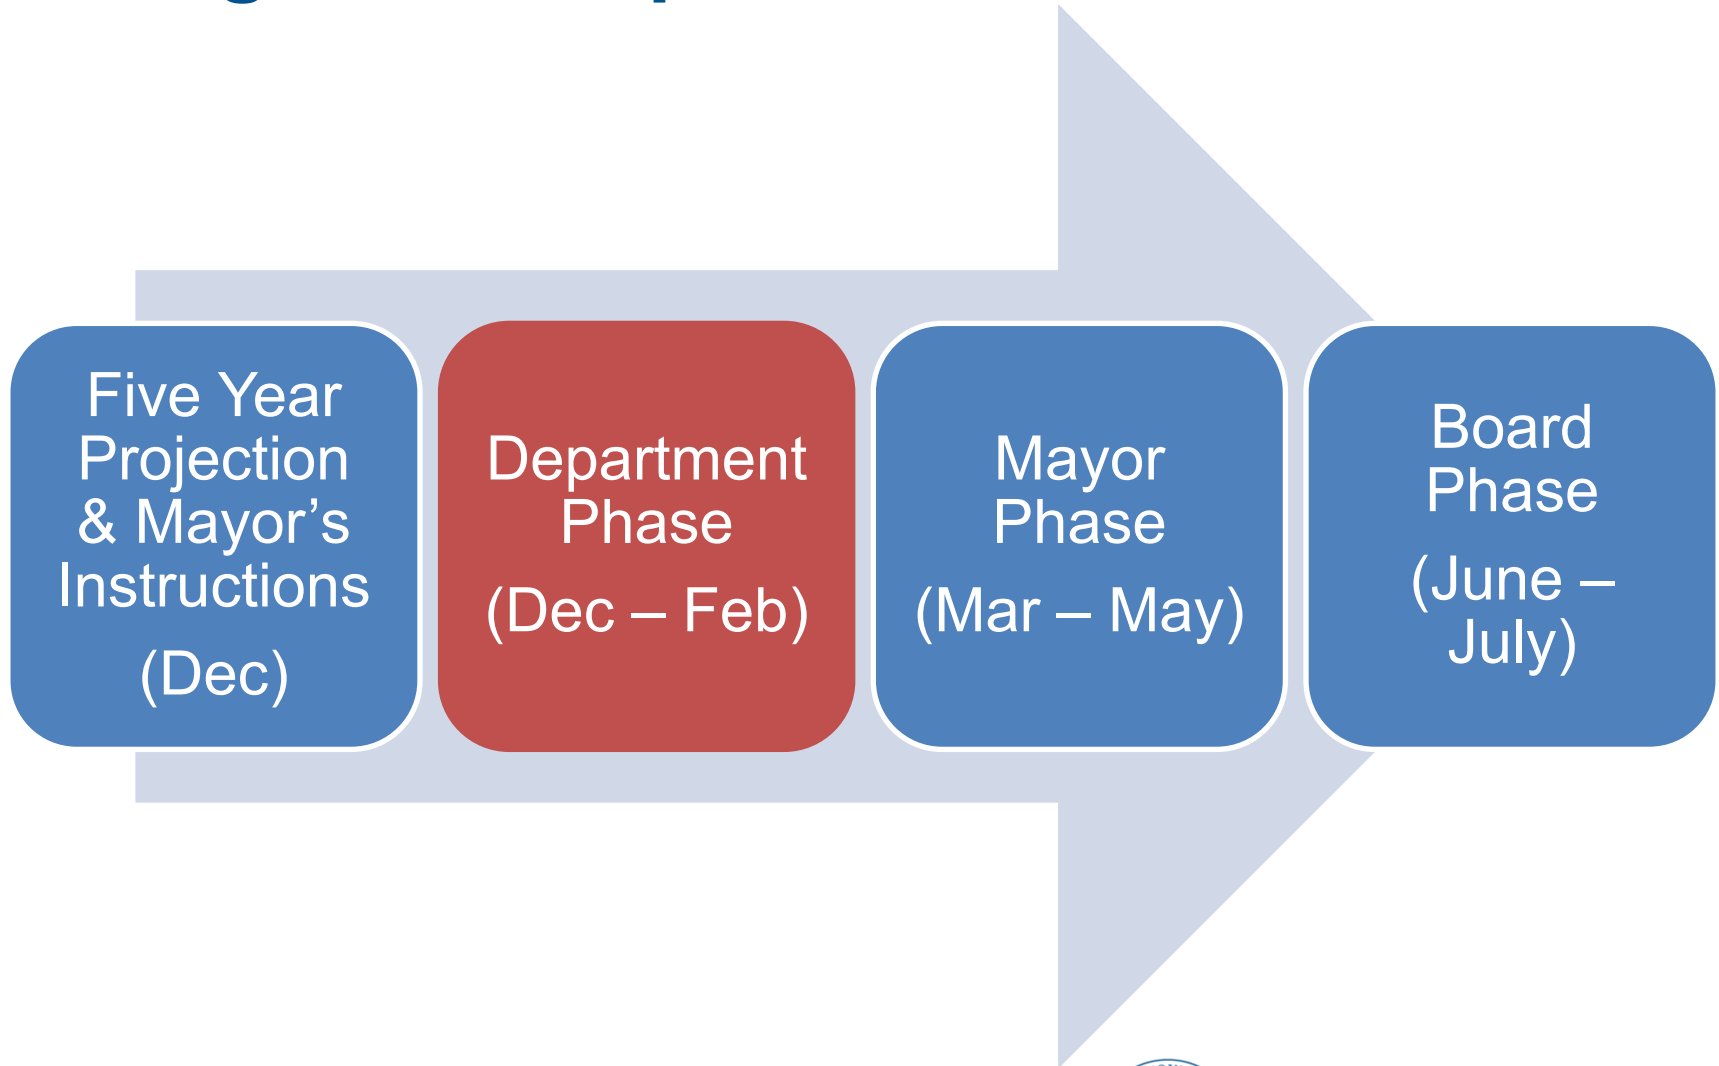 Five Year
Projection
& Mayor’s
Instructions
(Dec)
Department
Phase
(Dec – Feb)
Mayor
Phase
(Mar – May)
Board
Phase
(June –
July)